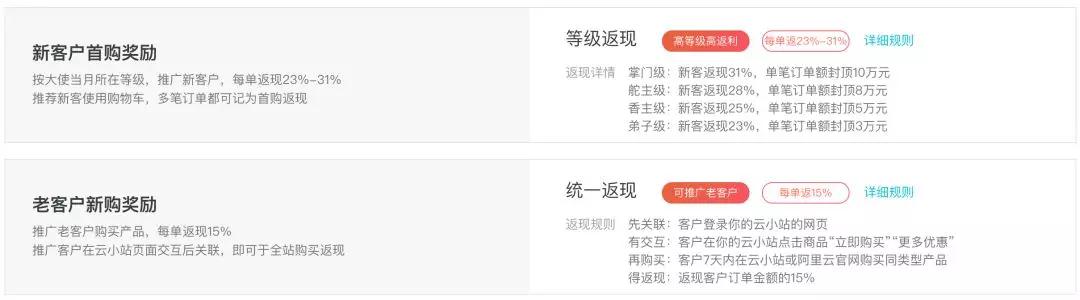 新客户首购奖励
按大使当月所在等级，推广新客户，每单返现23%-31%
推荐新客使用购物车，多笔订单都可记为首购返现
等级返现 高等级高返利 每单返23%-31% 详细规则
返现详情 掌门级：新客返现31%，单笔订单额封顶10万元
舵主级：新客返现28%，单笔订单额封顶8万元
香主级：新客返现25%，单笔订单额封顶5万元
弟子级：新客返现23%，单笔订单额封顶3万元
老客户新购奖励
推广老客户购买产品，每单返现15%
推广客户在云小站页面交互后关联，即可于全站购买返现
统一返现 可推广老客户 每单返15% 详细规则
返现规则 先关联：客户登录你的云小站的网页
有交互：客户在你的云小站点击商品“立即购买”“更多优惠”
再购买：客户7天内在云小站或阿里云官网购买同类型产品
得返现：返现客户订单金额的15%